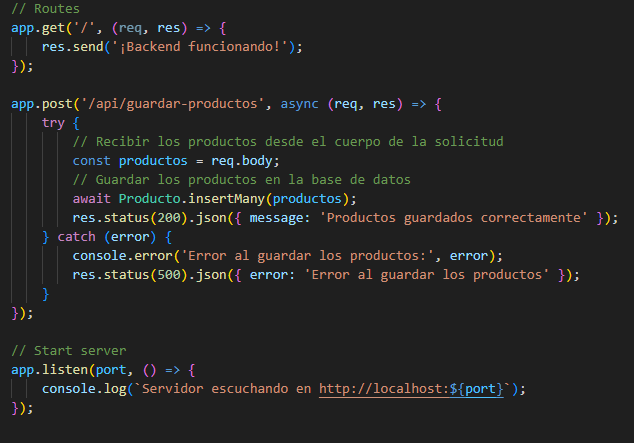 // Routes
app.get('/', (req, res) => {
    res.send('¡Backend funcionando!');
});

app.post('/api/guardar-productos', async (req, res) => {
    try {
        // Recibir los productos desde el cuerpo de la solicitud
        const productos = req.body;
        // Guardar los productos en la base de datos
        await Producto.insertMany(productos);
        res.status(200).json({ message: 'Productos guardados correctamente' });
    } catch (error) {
        console.error('Error al guardar los productos:', error);
        res.status(500).json({ error: 'Error al guardar los productos' });
    }
});

// Start server
app.listen(port, () => {
    console.log(`Servidor escuchando en http://localhost:${port}`);
});